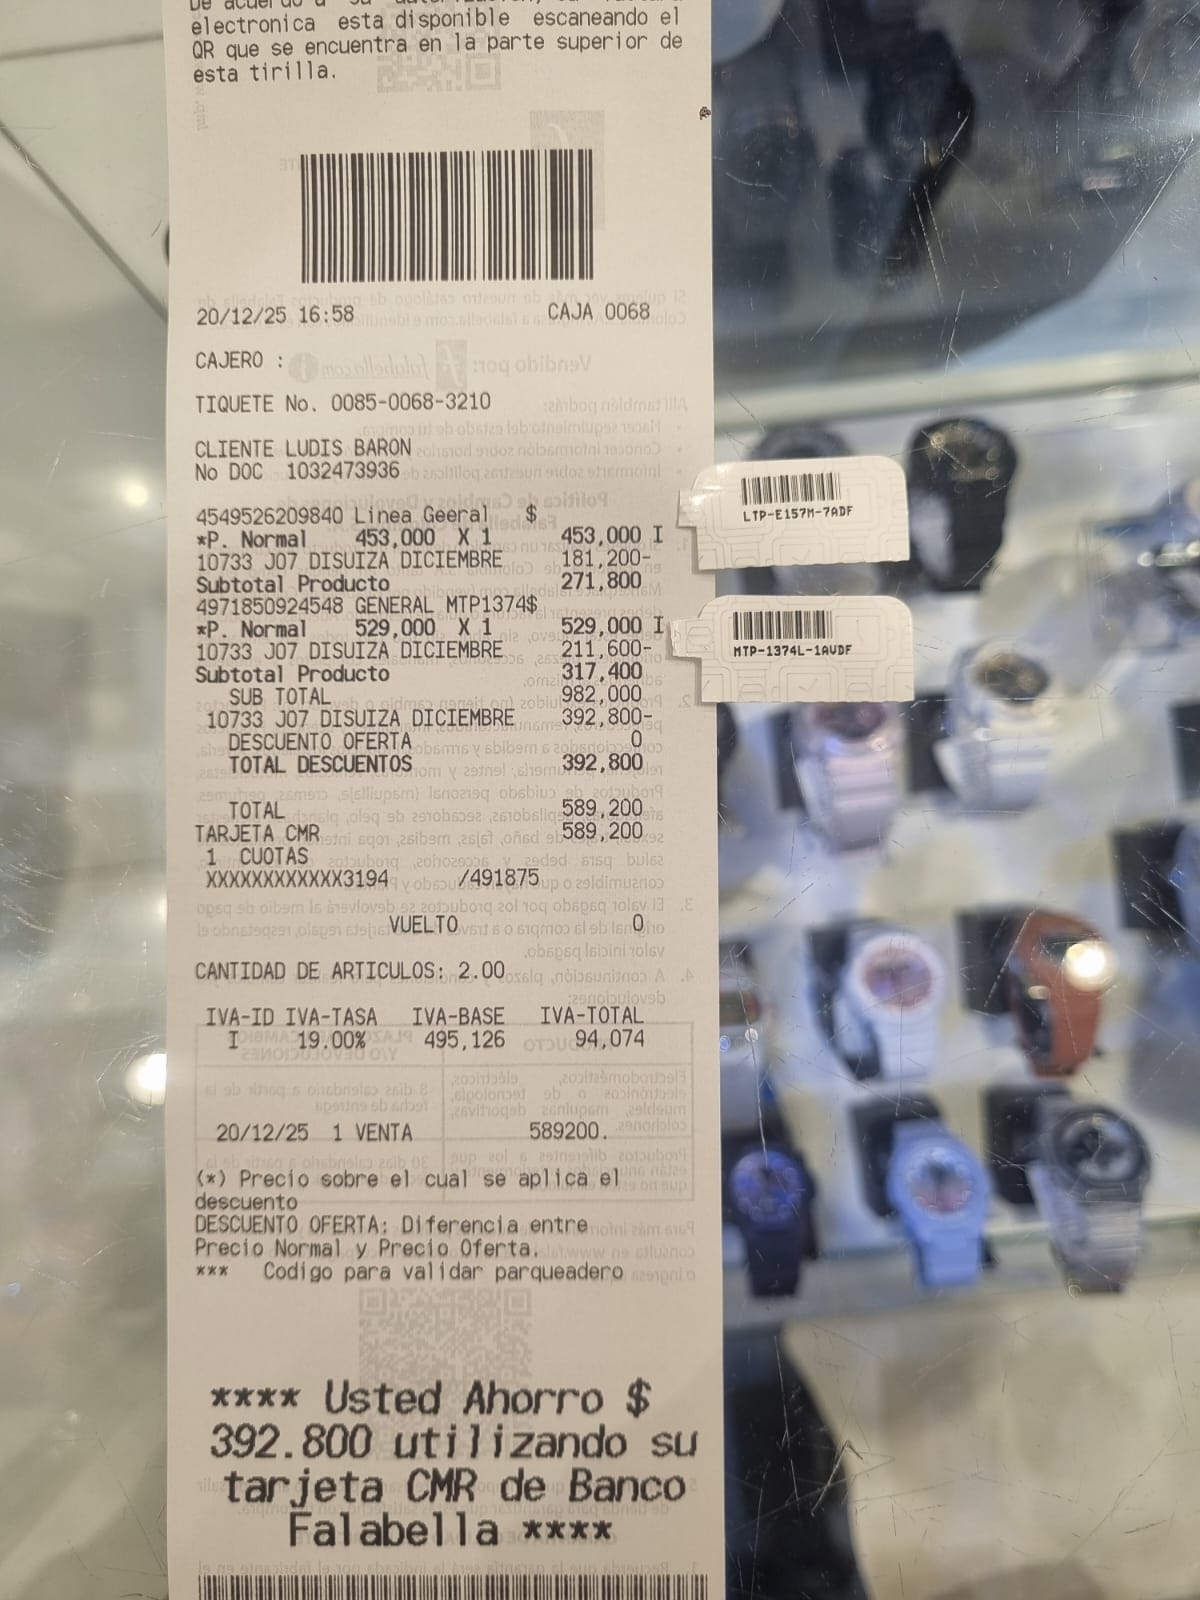 electronica esta disponible escaneando el
QR que se encuentra en la parte superior de
esta tirilla.
20/12/25 16:58 CAJA 0068
CAJERO :
TIQUETE No. 0085-0068-3210
CLIENTE LUDIS BARON
No DOC 1032473936
4549526209840 Linea Geeral $
*P. Normal 453,000 X 1 453,000 I
10733 J07 DISUIZA DICIEMBRE 181,200-
Subtotal Producto 271,800
4971850924548 GENERAL MTP1374$
*P. Normal 529,000 X 1 529,000 I
10733 J07 DISUIZA DICIEMBRE 211,600-
Subtotal Producto 317,400
SUB TOTAL 982,000
10733 J07 DISUIZA DICIEMBRE 392,800-
DESCUENTO OFERTA 0
TOTAL DESCUENTOS 392,800
TOTAL 589,200
TARJETA CMR 589,200
1 CUOTAS
XXXXXXXXXXXX3194 /491875
VUELTO 0
CANTIDAD DE ARTICULOS: 2.00
IVA-ID IVA-TASA IVA-BASE IVA-TOTAL
I 19.00% 495,126 94,074
20/12/25 1 VENTA 589200.
(*) Precio sobre el cual se aplica el
descuento
DESCUENTO OFERTA: Diferencia entre
Precio Normal y Precio Oferta.
*** Codigo para validar parqueadero
**** Usted Ahorro $
392.800 utilizando su
tarjeta CMR de Banco
Falabella ****
LTP-E157M-7ADF
MTP-1374L-1AVDF